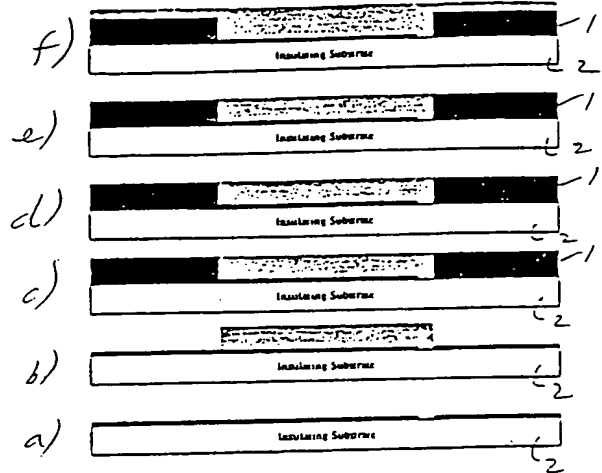 f) 1
Insulating Substrate 2
e) 1
Insulating Substrate 2
d) 1
Insulating Substrate 2
c) 1
Insulating Substrate 2
b)
Insulating Substrate 2
a)
Insulating Substrate 2